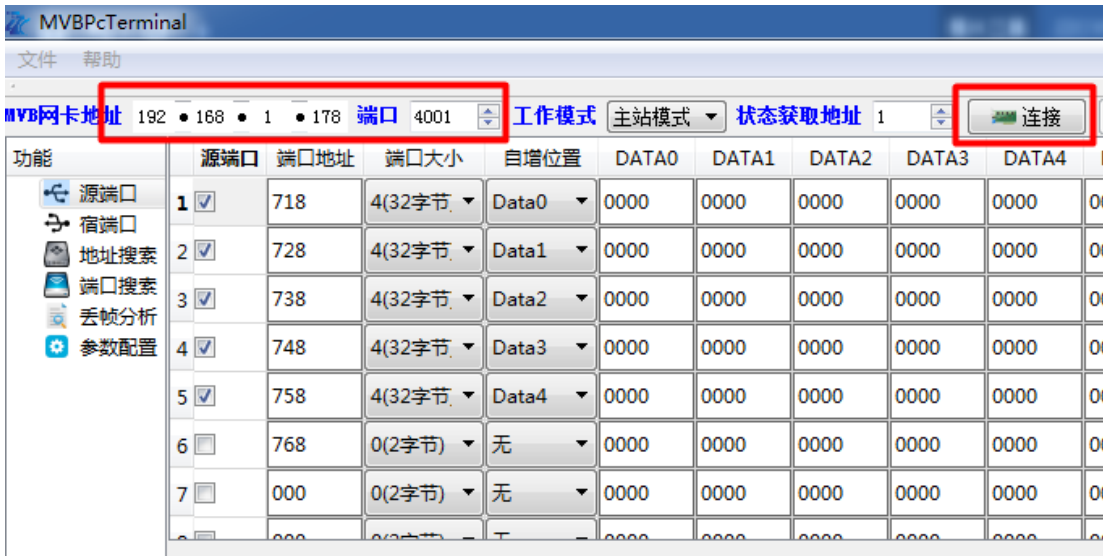 MVBPcTerminal
文件 帮助
MVB网卡地址 192 . 168 . 1 . 178 端口 4001 工作模式 主站模式 状态获取地址 1 连接
功能
源端口
宿端口
地址搜索
端口搜索
丢帧分析
参数配置
源端口 端口地址 端口大小 自增位置 DATA0 DATA1 DATA2 DATA3 DATA4
1 718 4(32字节 Data0 0000 0000 0000 0000 0000
2 728 4(32字节 Data1 0000 0000 0000 0000 0000
3 738 4(32字节 Data2 0000 0000 0000 0000 0000
4 748 4(32字节 Data3 0000 0000 0000 0000 0000
5 758 4(32字节 Data4 0000 0000 0000 0000 0000
6 768 0(2字节) 无 0000 0000 0000 0000 0000
7 000 0(2字节) 无 0000 0000 0000 0000 0000